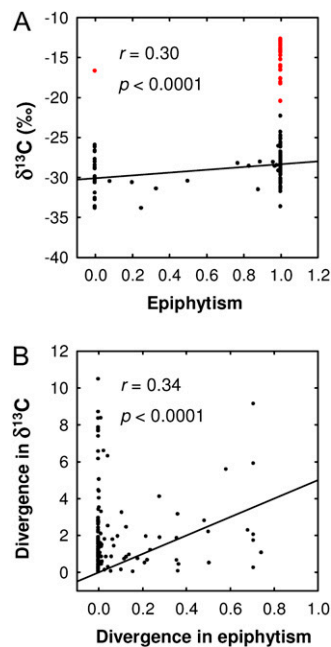 A
-10
r = 0.30
-15
p < 0.0001
-20
δ¹³C (‰)
-25
-30
-35
-40
0.0 0.2 0.4 0.6 0.8 1.0 1.2
Epiphytism
B
12
10
r = 0.34
p < 0.0001
8
Divergence in δ¹³C
6
4
2
0
0.0 0.2 0.4 0.6 0.8 1.0
Divergence in epiphytism